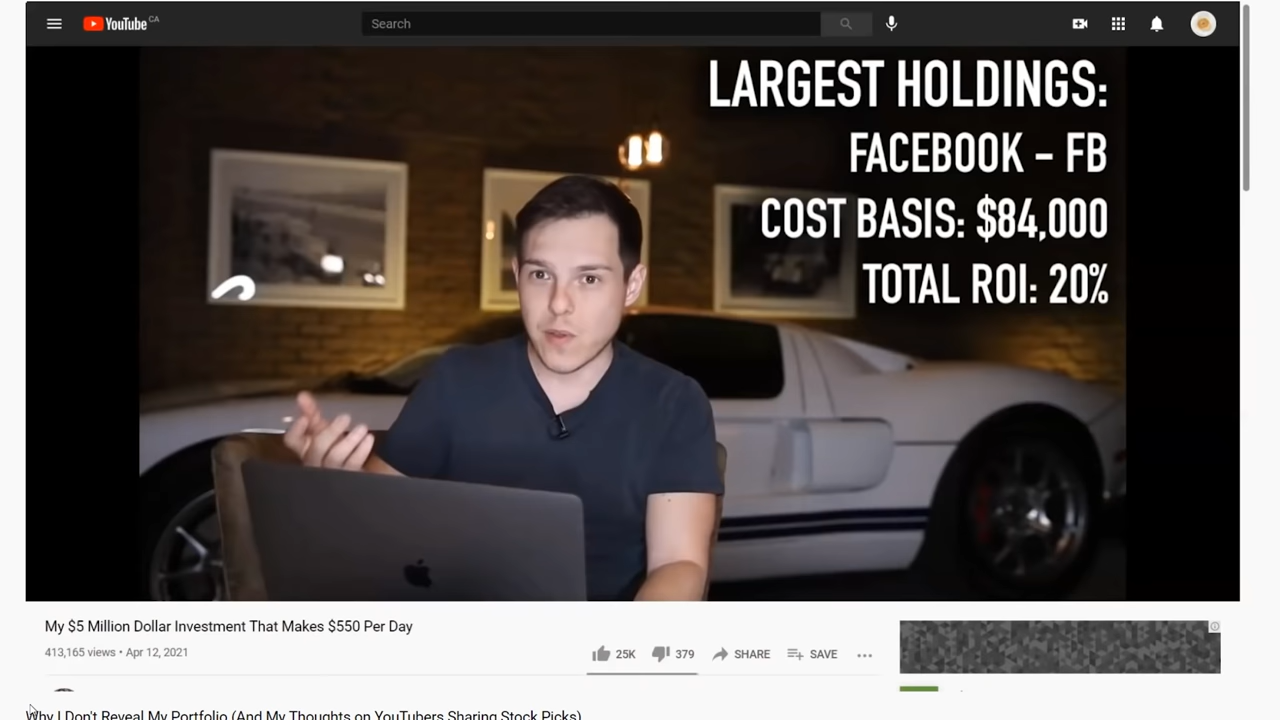 YouTube CA
Search
LARGEST HOLDINGS:
FACEBOOK - FB
COST BASIS: $84,000
TOTAL ROI: 20%
My $5 Million Dollar Investment That Makes $550 Per Day
413,165 views • Apr 12, 2021
25K
379
SHARE
SAVE
Why I Don't Reveal My Portfolio (And My Thoughts on YouTubers Sharing Stock Picks)